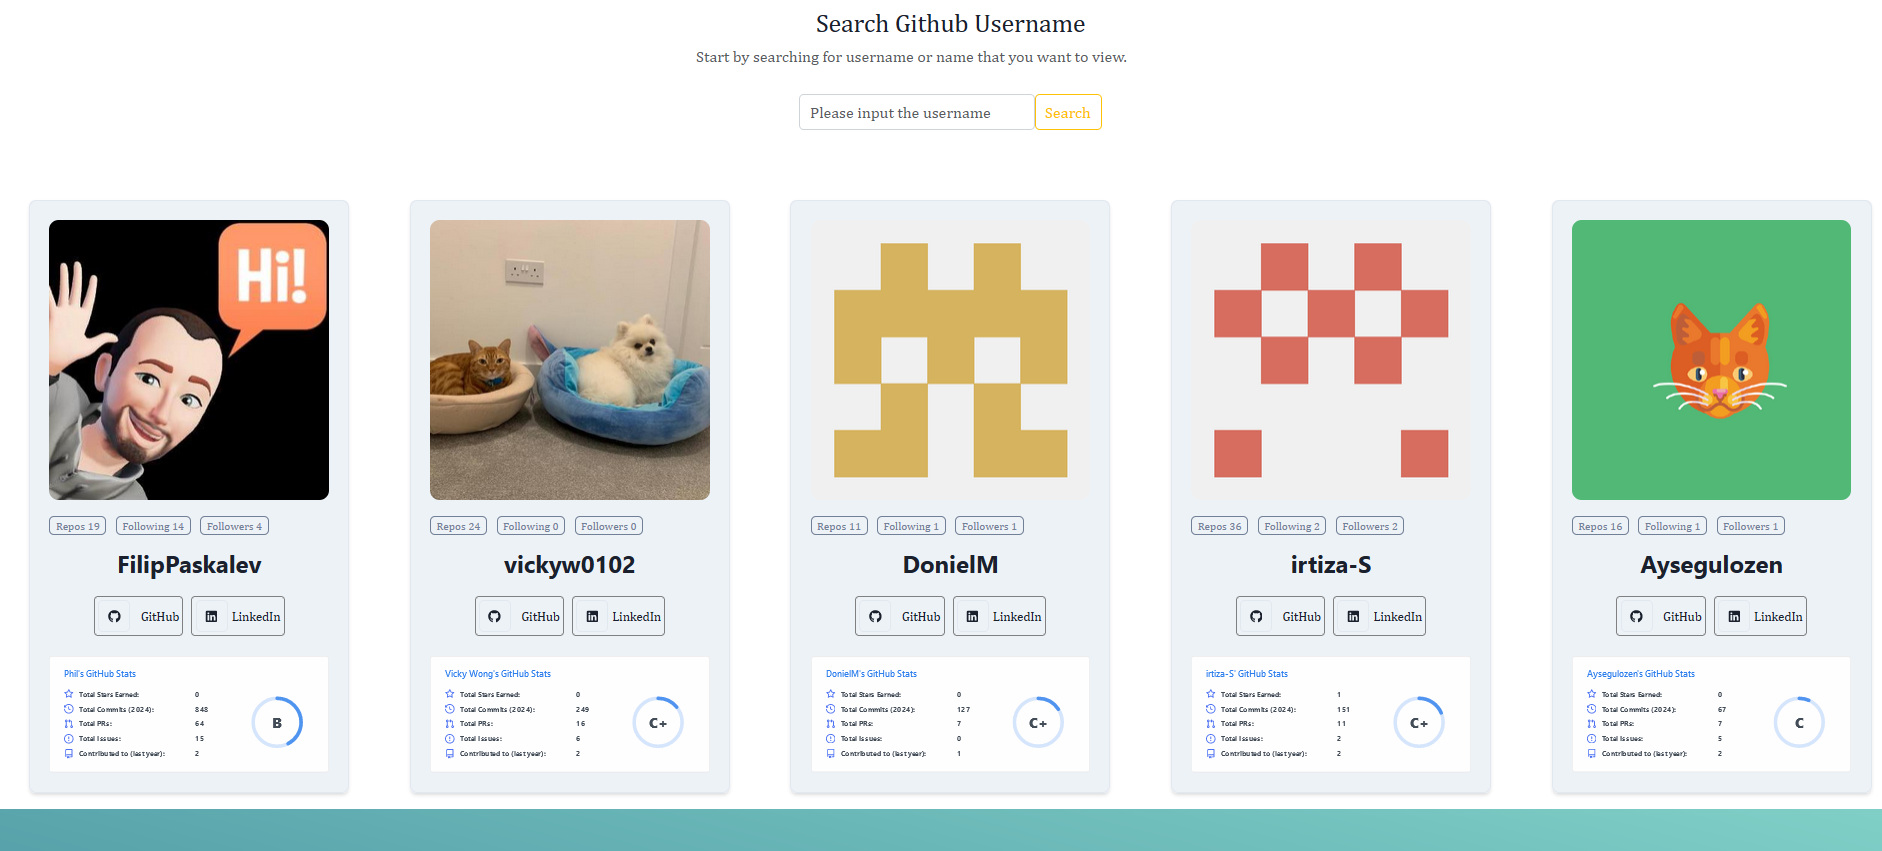 Search Github Username
Start by searching for username or name that you want to view.
Please input the username
Search
Hi!
Repos 19
Following 14
Followers 4
FilipPaskalev
GitHub
LinkedIn
Phil's GitHub Stats
Total Stars Earned: 0
Total Commits (2024): 848
Total PRs: 64
Total Issues: 15
Contributed to (last year): 2
B
Repos 24
Following 0
Followers 0
vickyw0102
GitHub
LinkedIn
Vicky Wong's GitHub Stats
Total Stars Earned: 0
Total Commits (2024): 249
Total PRs: 16
Total Issues: 6
Contributed to (last year): 2
C+
Repos 11
Following 1
Followers 1
DonielM
GitHub
LinkedIn
DonielM's GitHub Stats
Total Stars Earned: 0
Total Commits (2024): 127
Total PRs: 7
Total Issues: 0
Contributed to (last year): 1
C+
Repos 36
Following 2
Followers 2
irtiza-S
GitHub
LinkedIn
irtiza-S' GitHub Stats
Total Stars Earned: 1
Total Commits (2024): 151
Total PRs: 11
Total Issues: 2
Contributed to (last year): 2
C+
Repos 16
Following 1
Followers 1
Aysegulozen
GitHub
LinkedIn
Aysegulozen's GitHub Stats
Total Stars Earned: 0
Total Commits (2024): 67
Total PRs: 7
Total Issues: 5
Contributed to (last year): 2
C